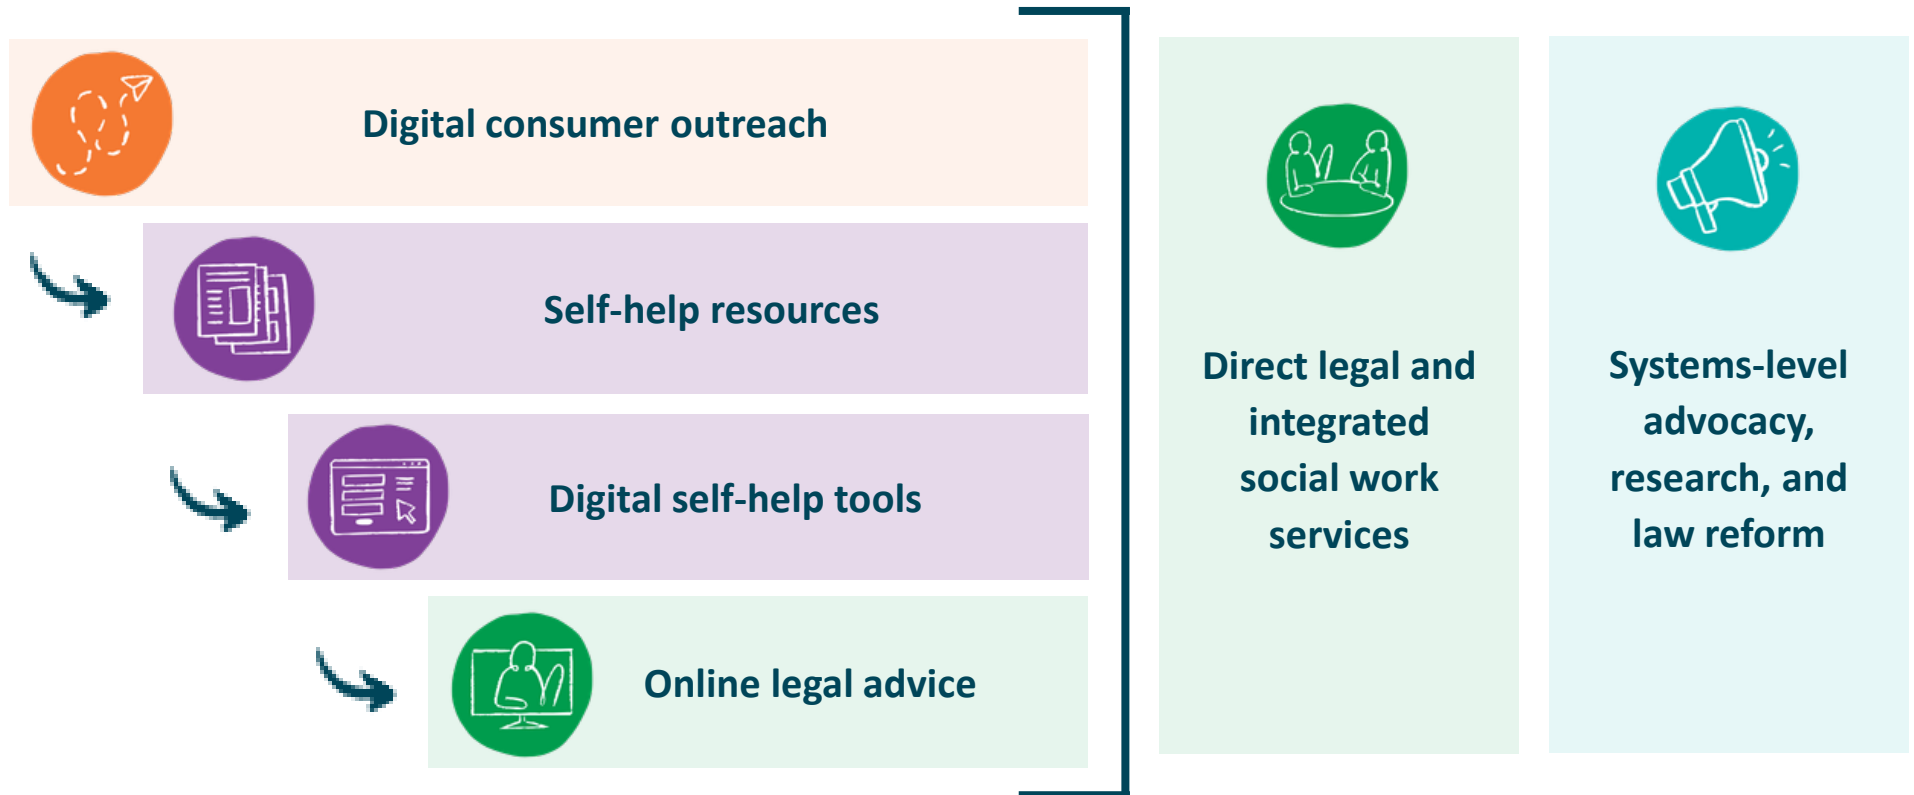 Digital consumer outreach
Self-help resources
Digital self-help tools
Online legal advice
Direct legal and
integrated
social work
services
Systems-level
advocacy,
research, and
law reform